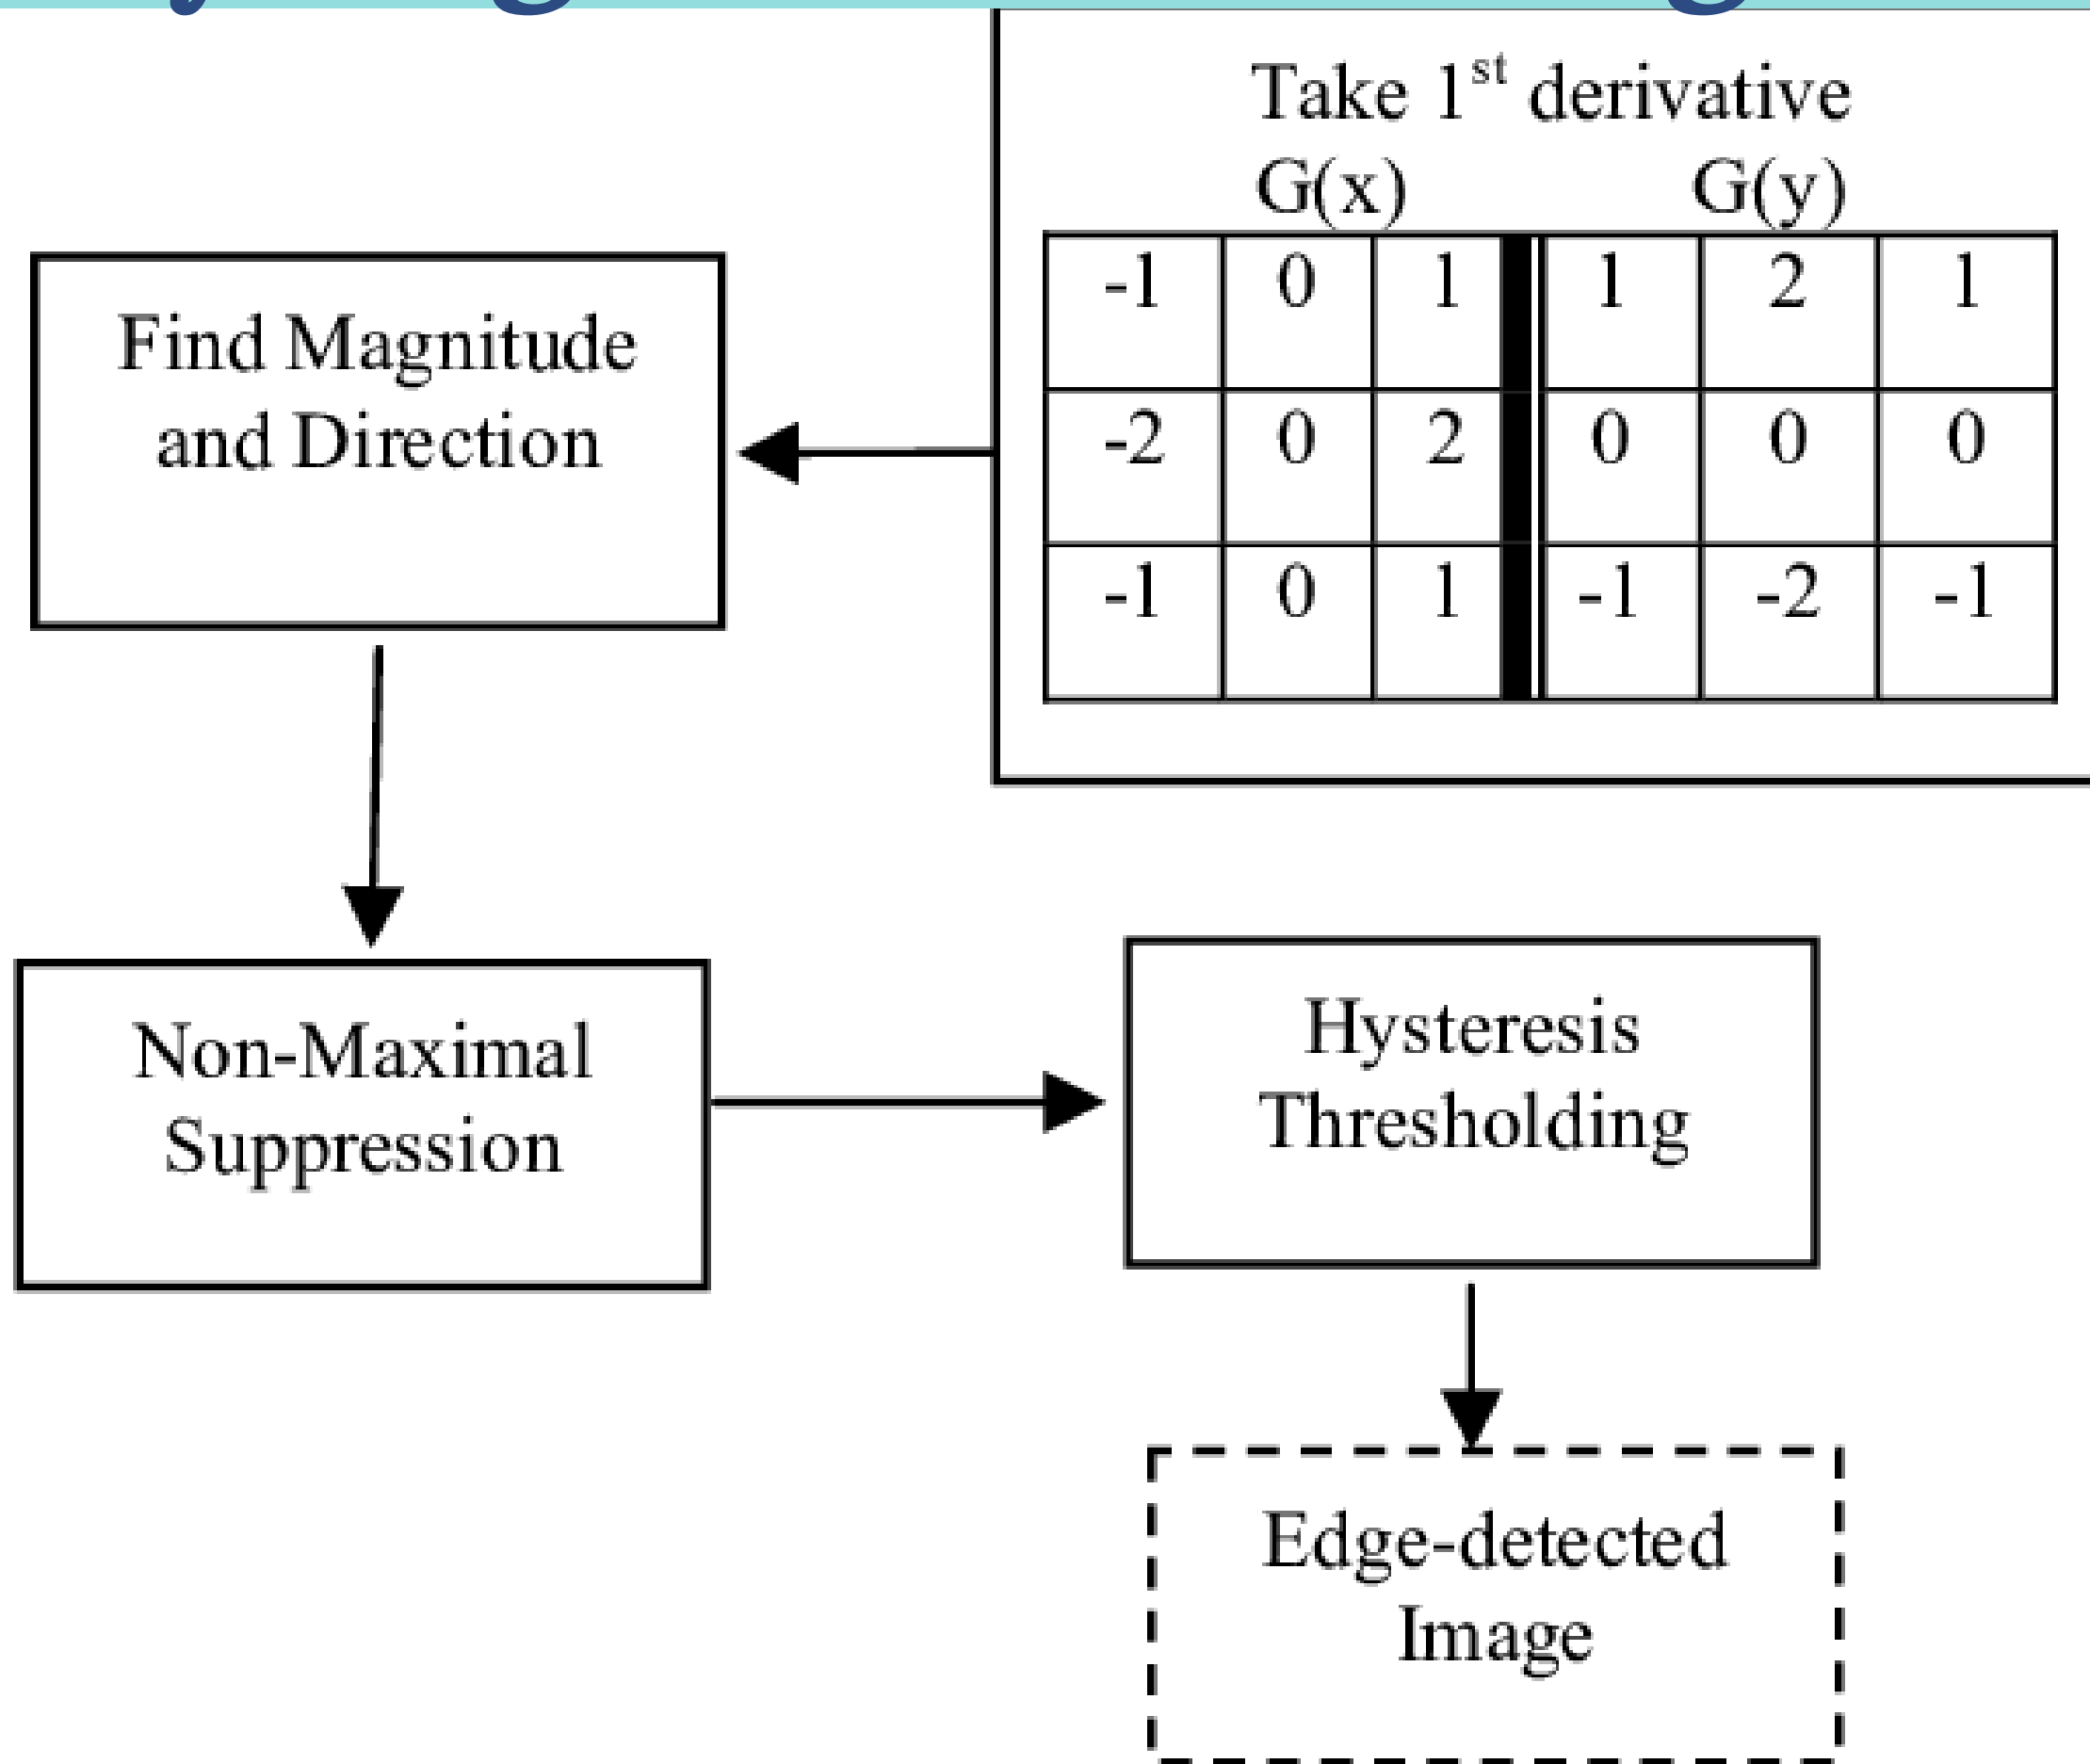 Take 1st derivative
G(x) G(y)
-1 0 1 1 2 1
-2 0 2 0 0 0
-1 0 1 -1 -2 -1
Find Magnitude
and Direction
Non-Maximal
Suppression
Hysteresis
Thresholding
Edge-detected
Image